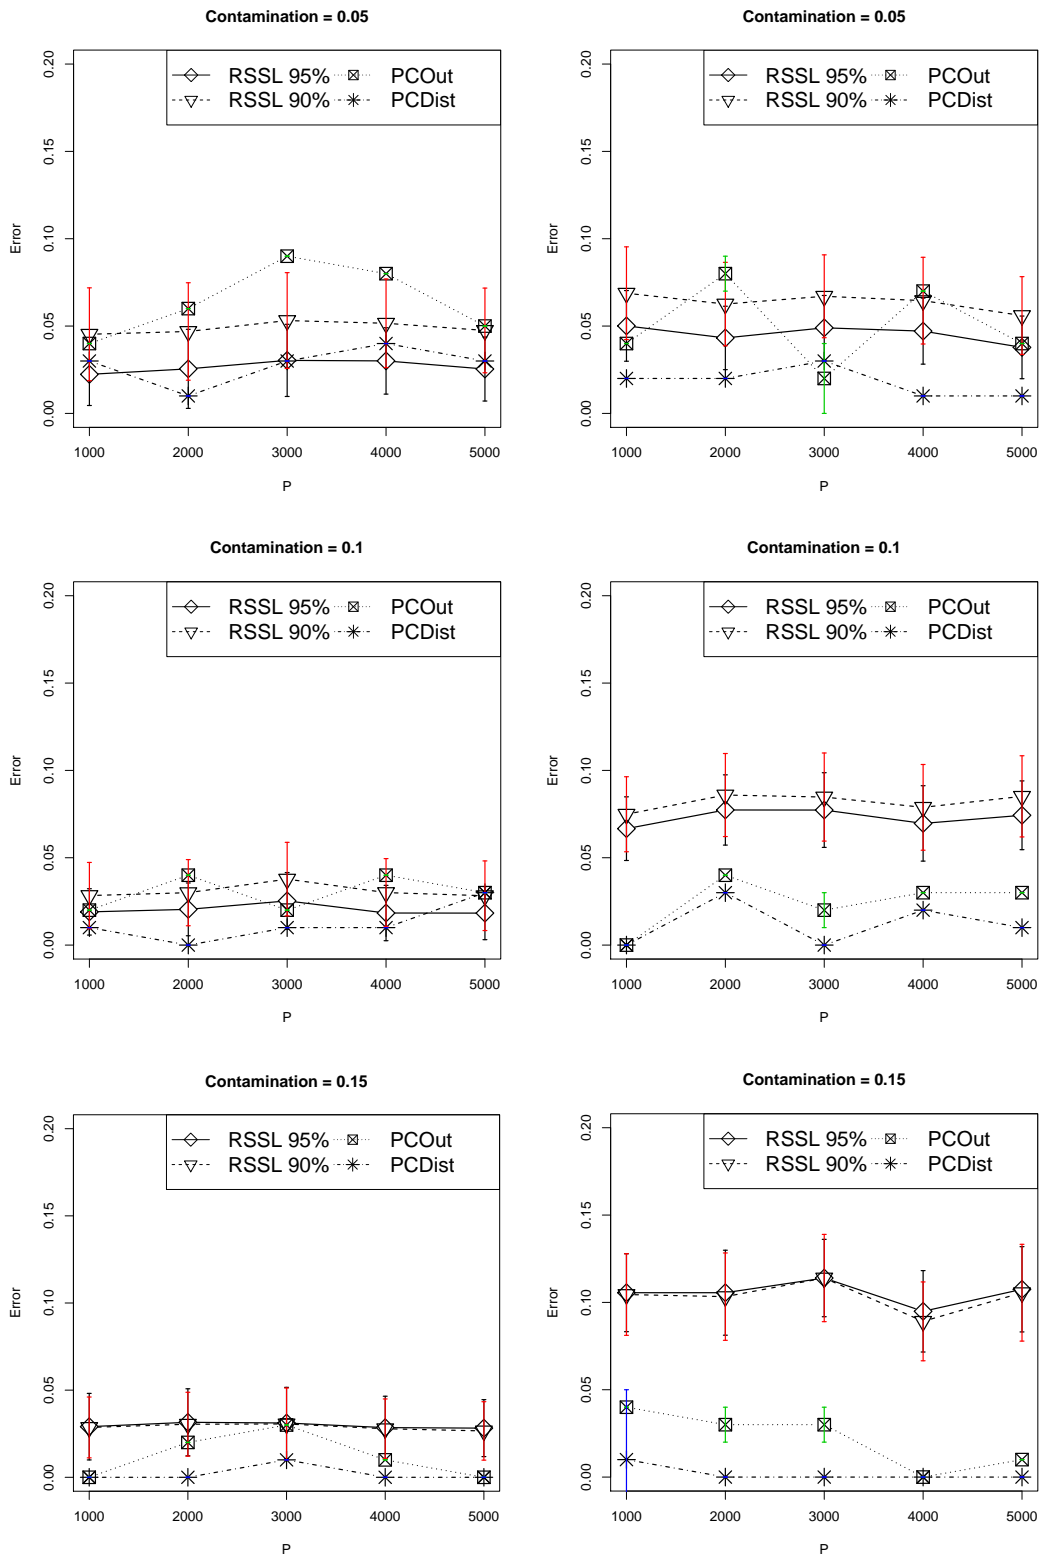 Contamination = 0.05
RSSL 95% PCOut
RSSL 90% PCDist
Error
0.00 0.05 0.10 0.15 0.20
1000 2000 3000 4000 5000
P
Contamination = 0.05
RSSL 95% PCOut
RSSL 90% PCDist
Error
0.00 0.05 0.10 0.15 0.20
1000 2000 3000 4000 5000
P
Contamination = 0.1
RSSL 95% PCOut
RSSL 90% PCDist
Error
0.00 0.05 0.10 0.15 0.20
1000 2000 3000 4000 5000
P
Contamination = 0.1
RSSL 95% PCOut
RSSL 90% PCDist
Error
0.00 0.05 0.10 0.15 0.20
1000 2000 3000 4000 5000
P
Contamination = 0.15
RSSL 95% PCOut
RSSL 90% PCDist
Error
0.00 0.05 0.10 0.15 0.20
1000 2000 3000 4000 5000
P
Contamination = 0.15
RSSL 95% PCOut
RSSL 90% PCDist
Error
0.00 0.05 0.10 0.15 0.20
1000 2000 3000 4000 5000
P